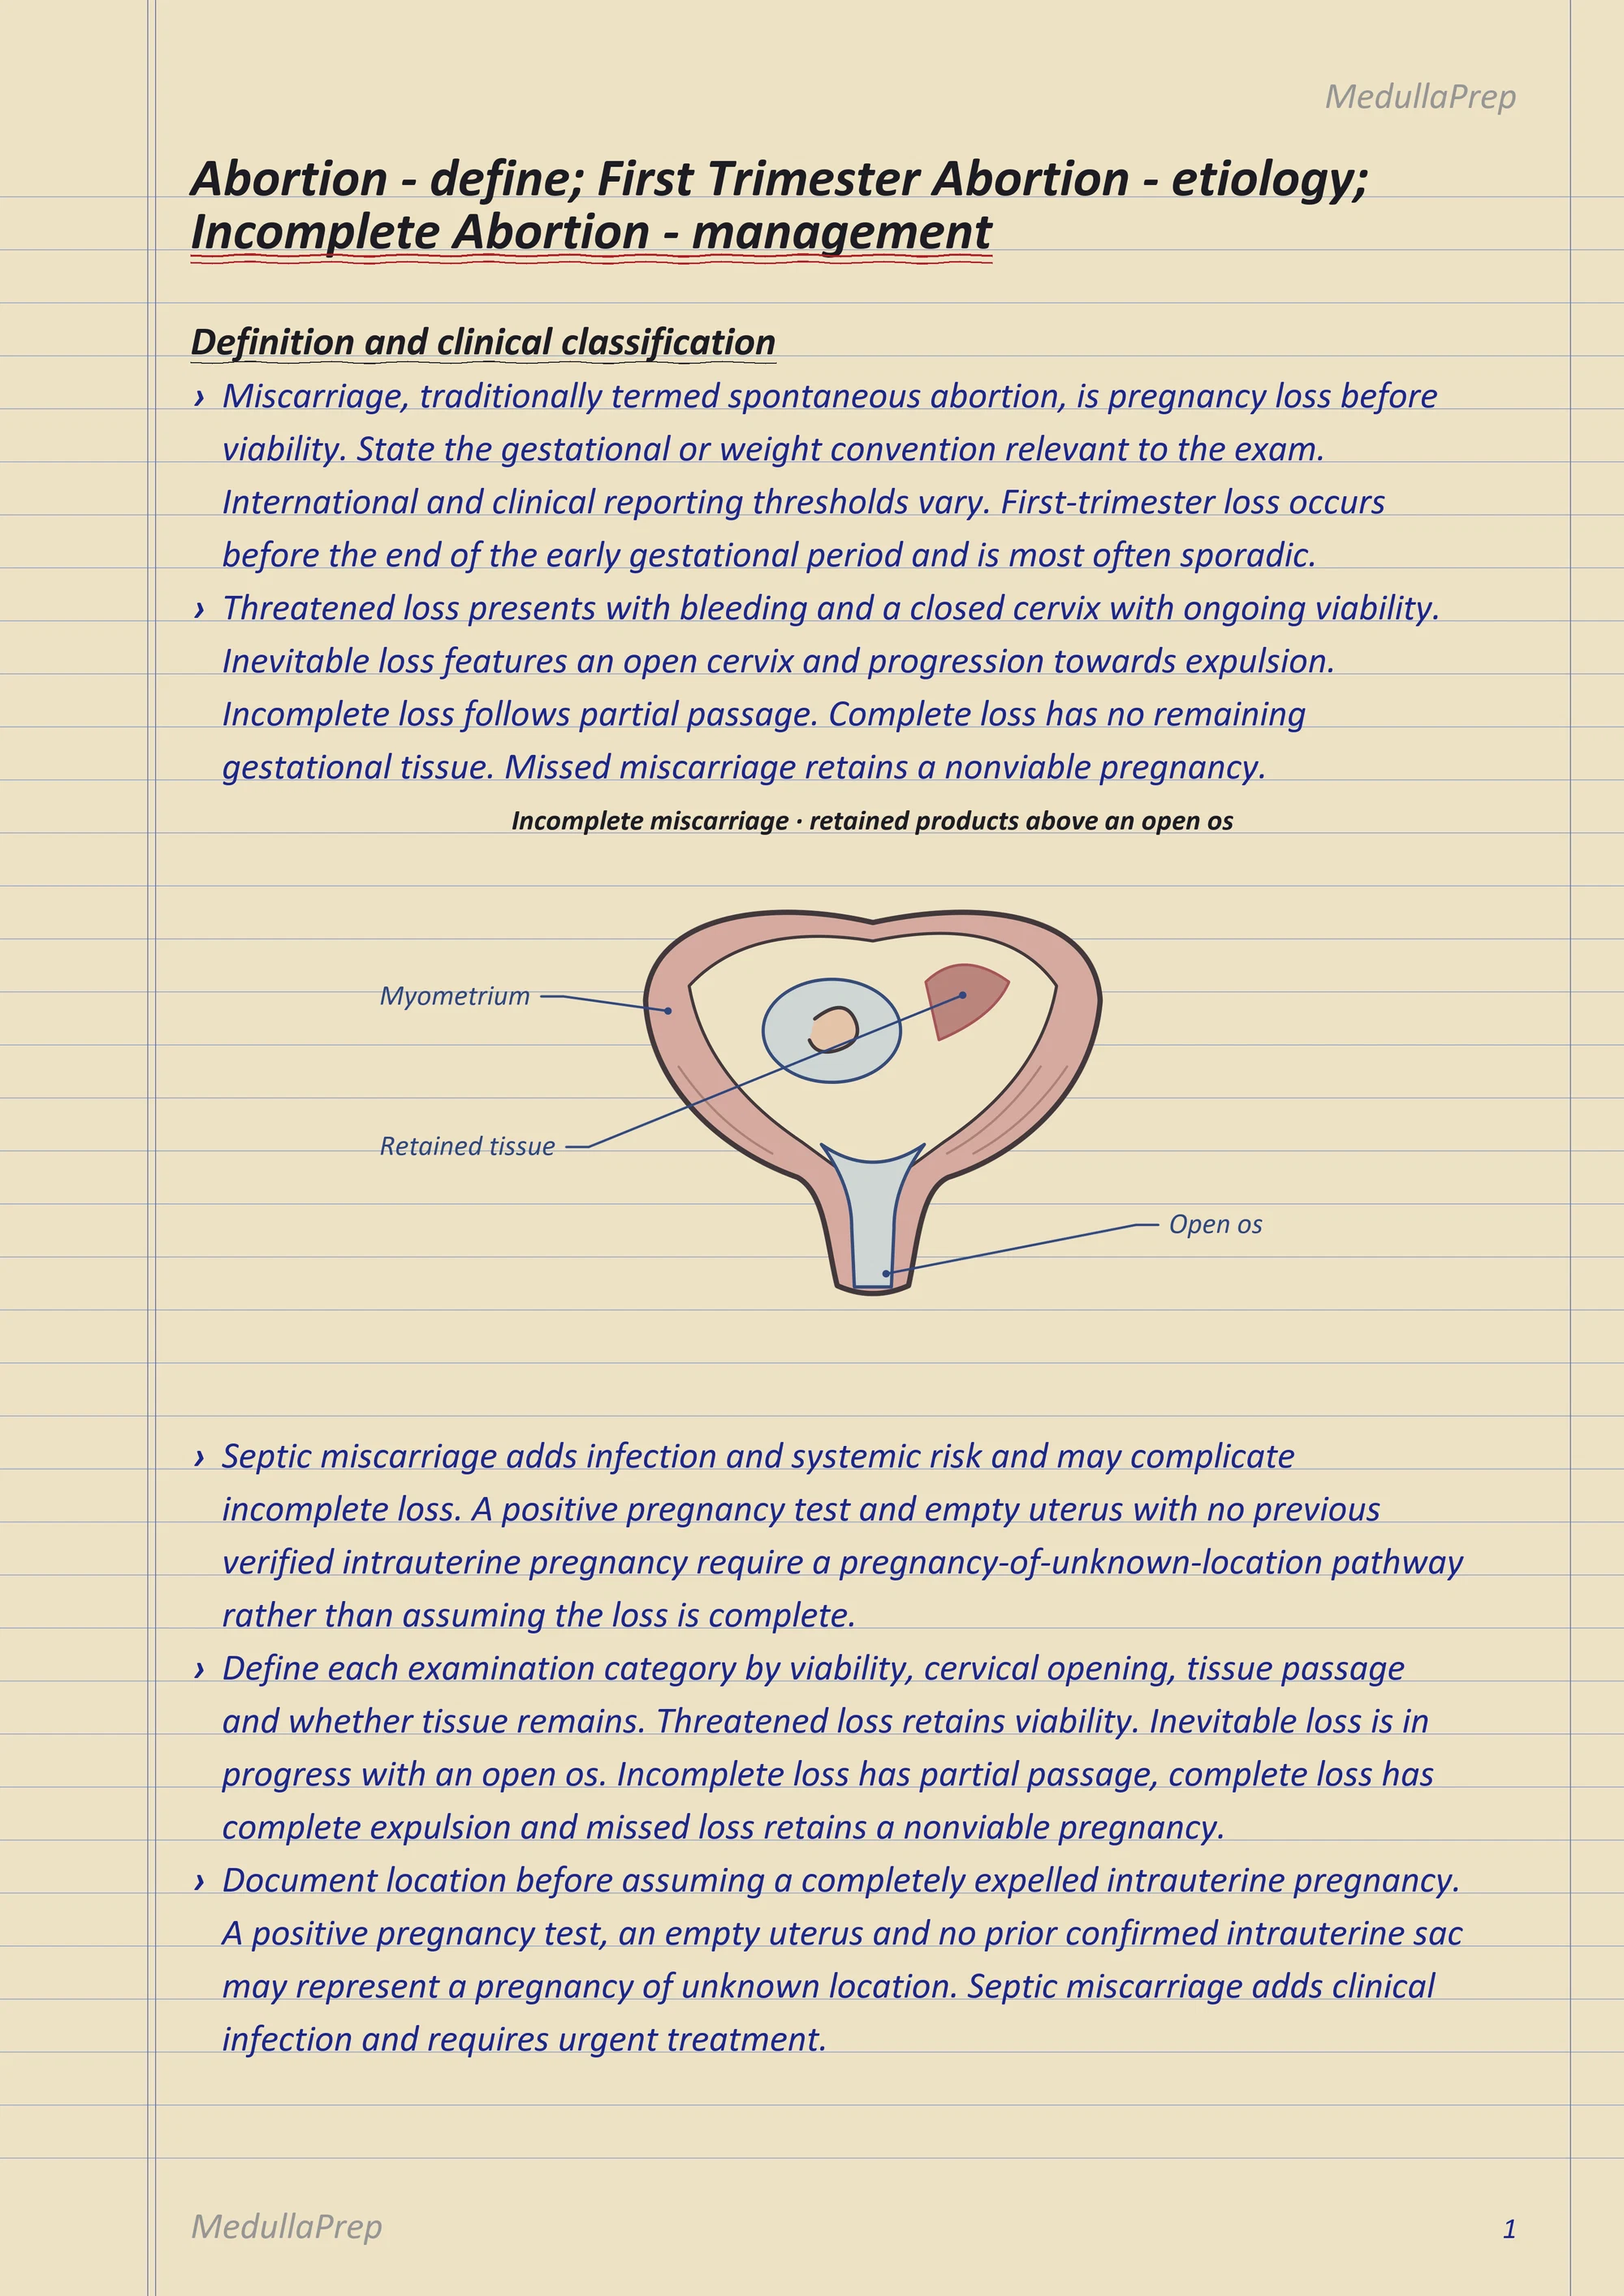 MedullaPrep
Abortion - define; First Trimester Abortion - etiology;
Incomplete Abortion - management
Definition and clinical classification
› Miscarriage, traditionally termed spontaneous abortion, is pregnancy loss before
viability. State the gestational or weight convention relevant to the exam.
International and clinical reporting thresholds vary. First-trimester loss occurs
before the end of the early gestational period and is most often sporadic.
› Threatened loss presents with bleeding and a closed cervix with ongoing viability.
Inevitable loss features an open cervix and progression towards expulsion.
Incomplete loss follows partial passage. Complete loss has no remaining
gestational tissue. Missed miscarriage retains a nonviable pregnancy.
Incomplete miscarriage · retained products above an open os
Myometrium
Retained tissue
Open os
› Septic miscarriage adds infection and systemic risk and may complicate
incomplete loss. A positive pregnancy test and empty uterus with no previous
verified intrauterine pregnancy require a pregnancy-of-unknown-location pathway
rather than assuming the loss is complete.
› Define each examination category by viability, cervical opening, tissue passage
and whether tissue remains. Threatened loss retains viability. Inevitable loss is in
progress with an open os. Incomplete loss has partial passage, complete loss has
complete expulsion and missed loss retains a nonviable pregnancy.
› Document location before assuming a completely expelled intrauterine pregnancy.
A positive pregnancy test, an empty uterus and no prior confirmed intrauterine sac
may represent a pregnancy of unknown location. Septic miscarriage adds clinical
infection and requires urgent treatment.
MedullaPrep
1